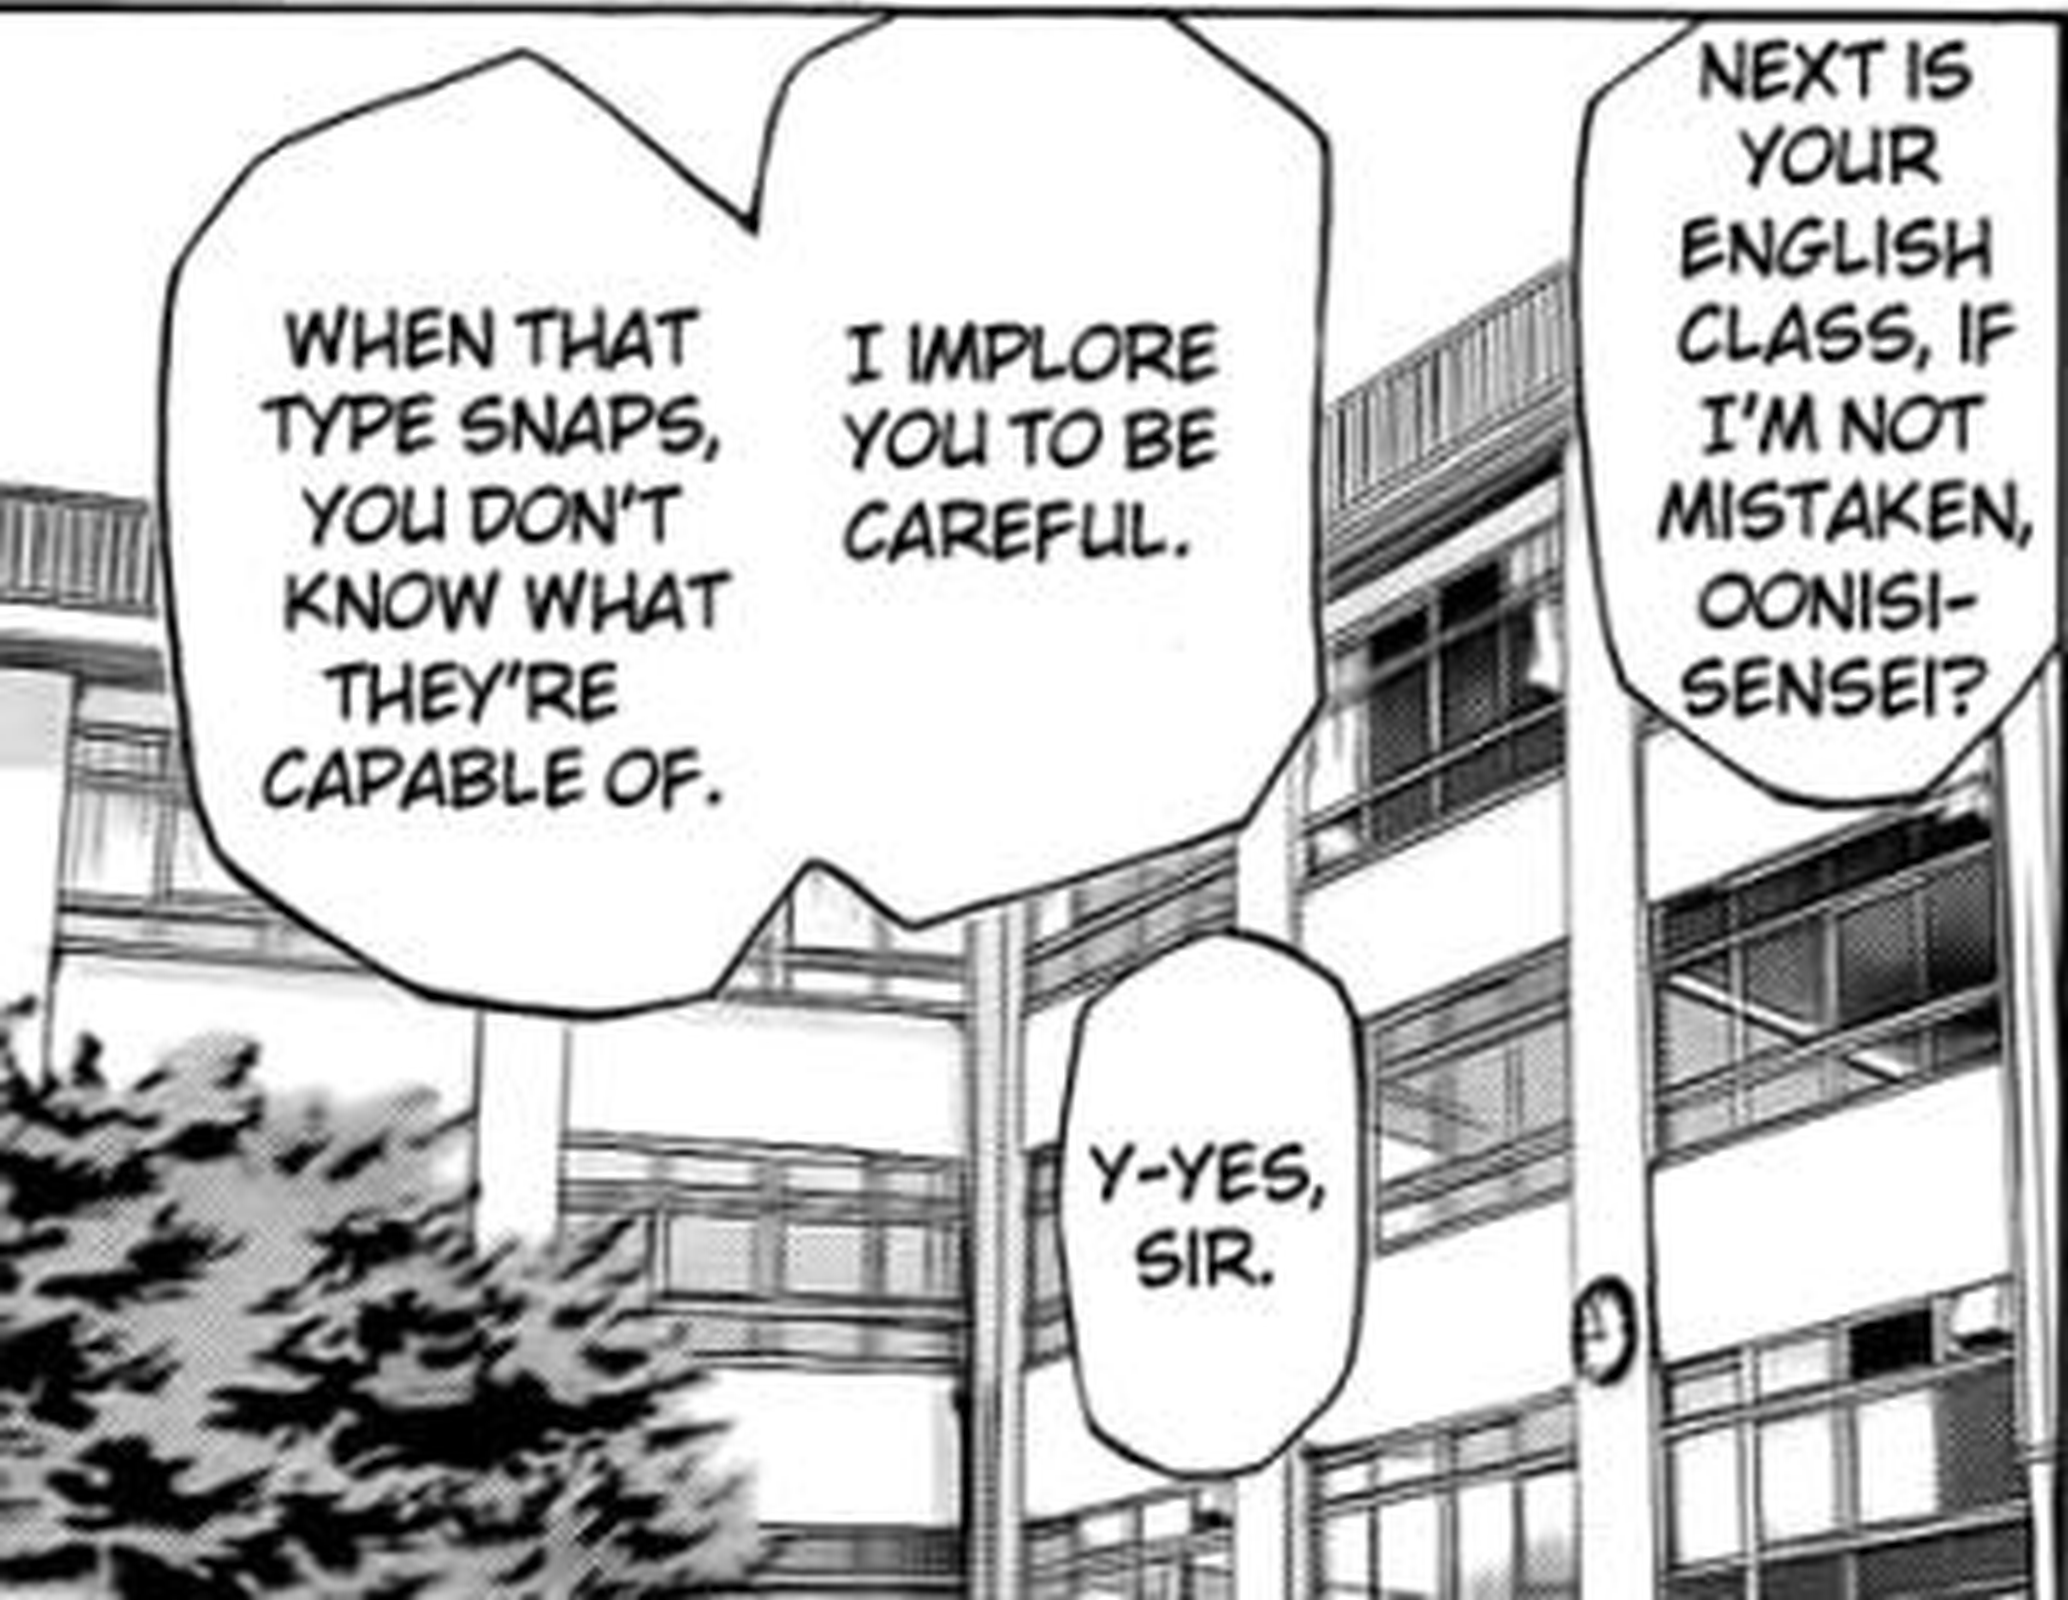 NEXT IS
YOUR
ENGLISH
CLASS, IF
I'M NOT
MISTAKEN,
OONISI-
SENSEI?
I IMPLORE
YOU TO BE
CAREFUL.
WHEN THAT
TYPE SNAPS,
YOU DON'T
KNOW WHAT
THEY'RE
CAPABLE OF.
Y-YES,
SIR.